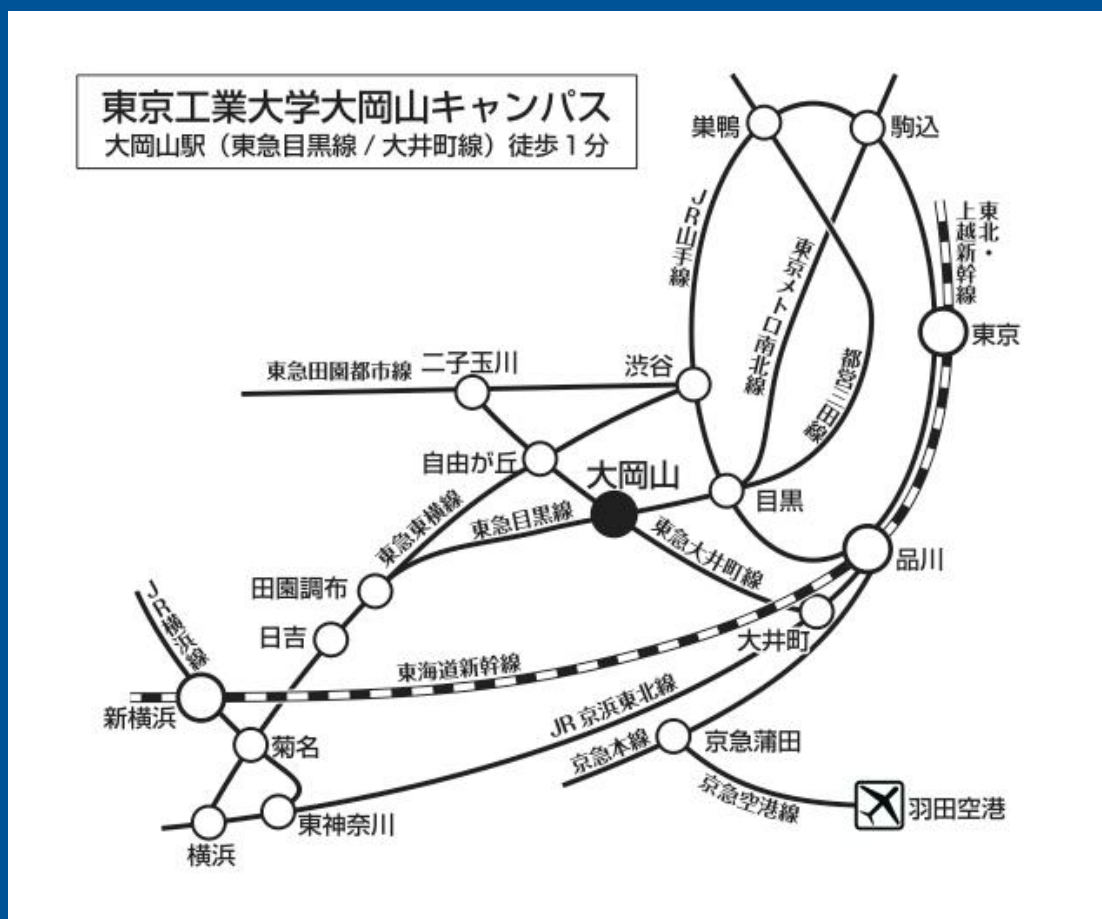 東京工業大学大岡山キャンパス
大岡山駅（東急目黒線 / 大井町線）徒歩1分
巣鴨
駒込
JR山手線
東京メトロ南北線
東北・
上越新幹線
東京
都営三田線
二子玉川
渋谷
東急田園都市線
自由が丘
大岡山
目黒
東急東横線
東急目黒線
東急大井町線
品川
田園調布
大井町
日吉
JR横浜線
東海道新幹線
新横浜
JR京浜東北線
菊名
京急本線
京急蒲田
京急空港線
羽田空港
東神奈川
横浜